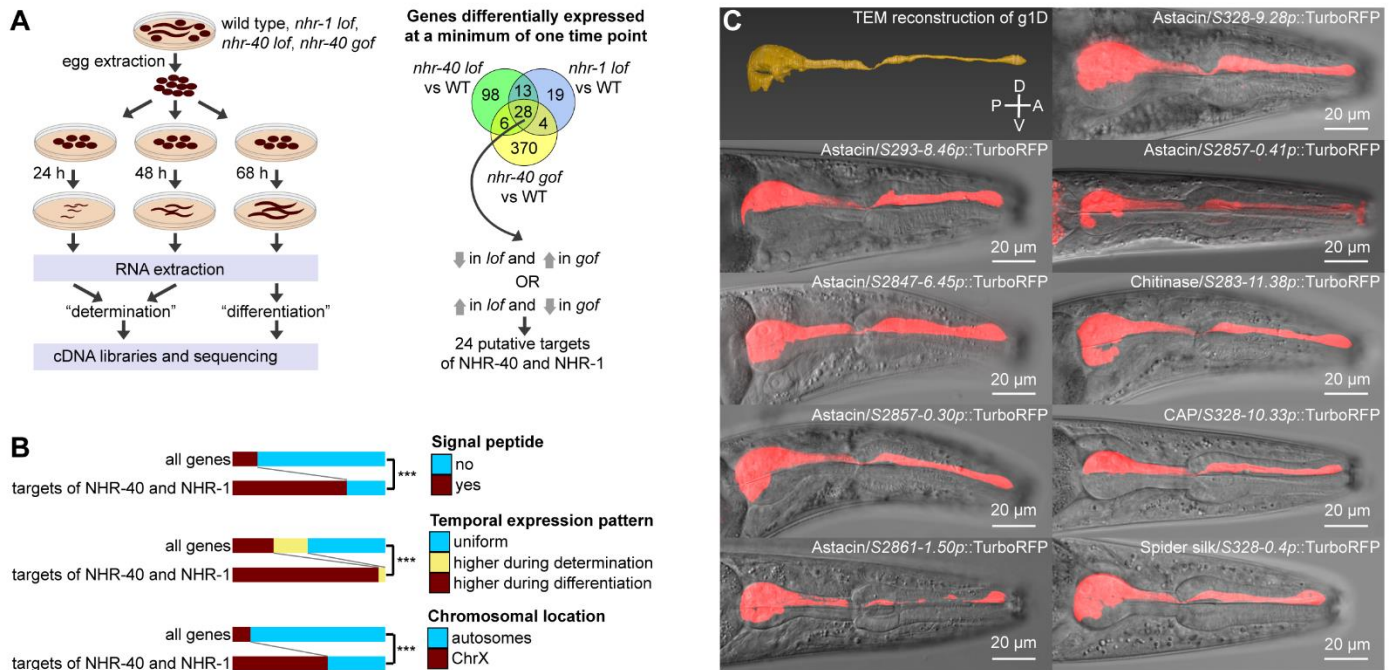 A
wild type, nhr-1 lof,
nhr-40 lof, nhr-40 gof
egg extraction
24 h
48 h
68 h
RNA extraction
“determination”
“differentiation”
cDNA libraries and sequencing
Genes differentially expressed
at a minimum of one time point
nhr-40 lof
vs WT
nhr-1 lof
vs WT
98
13
19
28
6
4
370
nhr-40 gof
vs WT
in lof and
in gof
OR
in lof and
in gof
24 putative targets
of NHR-40 and NHR-1
B
all genes
targets of NHR-40 and NHR-1
***
Signal peptide
no
yes
all genes
targets of NHR-40 and NHR-1
***
Temporal expression pattern
uniform
higher during determination
higher during differentiation
all genes
targets of NHR-40 and NHR-1
***
Chromosomal location
autosomes
ChrX
C
TEM reconstruction of g1D
D
P
A
V
Astacin/S328-9.28p::TurboRFP
20 µm
Astacin/S293-8.46p::TurboRFP
20 µm
Astacin/S2857-0.41p::TurboRFP
20 µm
Astacin/S2847-6.45p::TurboRFP
20 µm
Chitinase/S283-11.38p::TurboRFP
20 µm
Astacin/S2857-0.30p::TurboRFP
20 µm
CAP/S328-10.33p::TurboRFP
20 µm
Astacin/S2861-1.50p::TurboRFP
20 µm
Spider silk/S328-0.4p::TurboRFP
20 µm